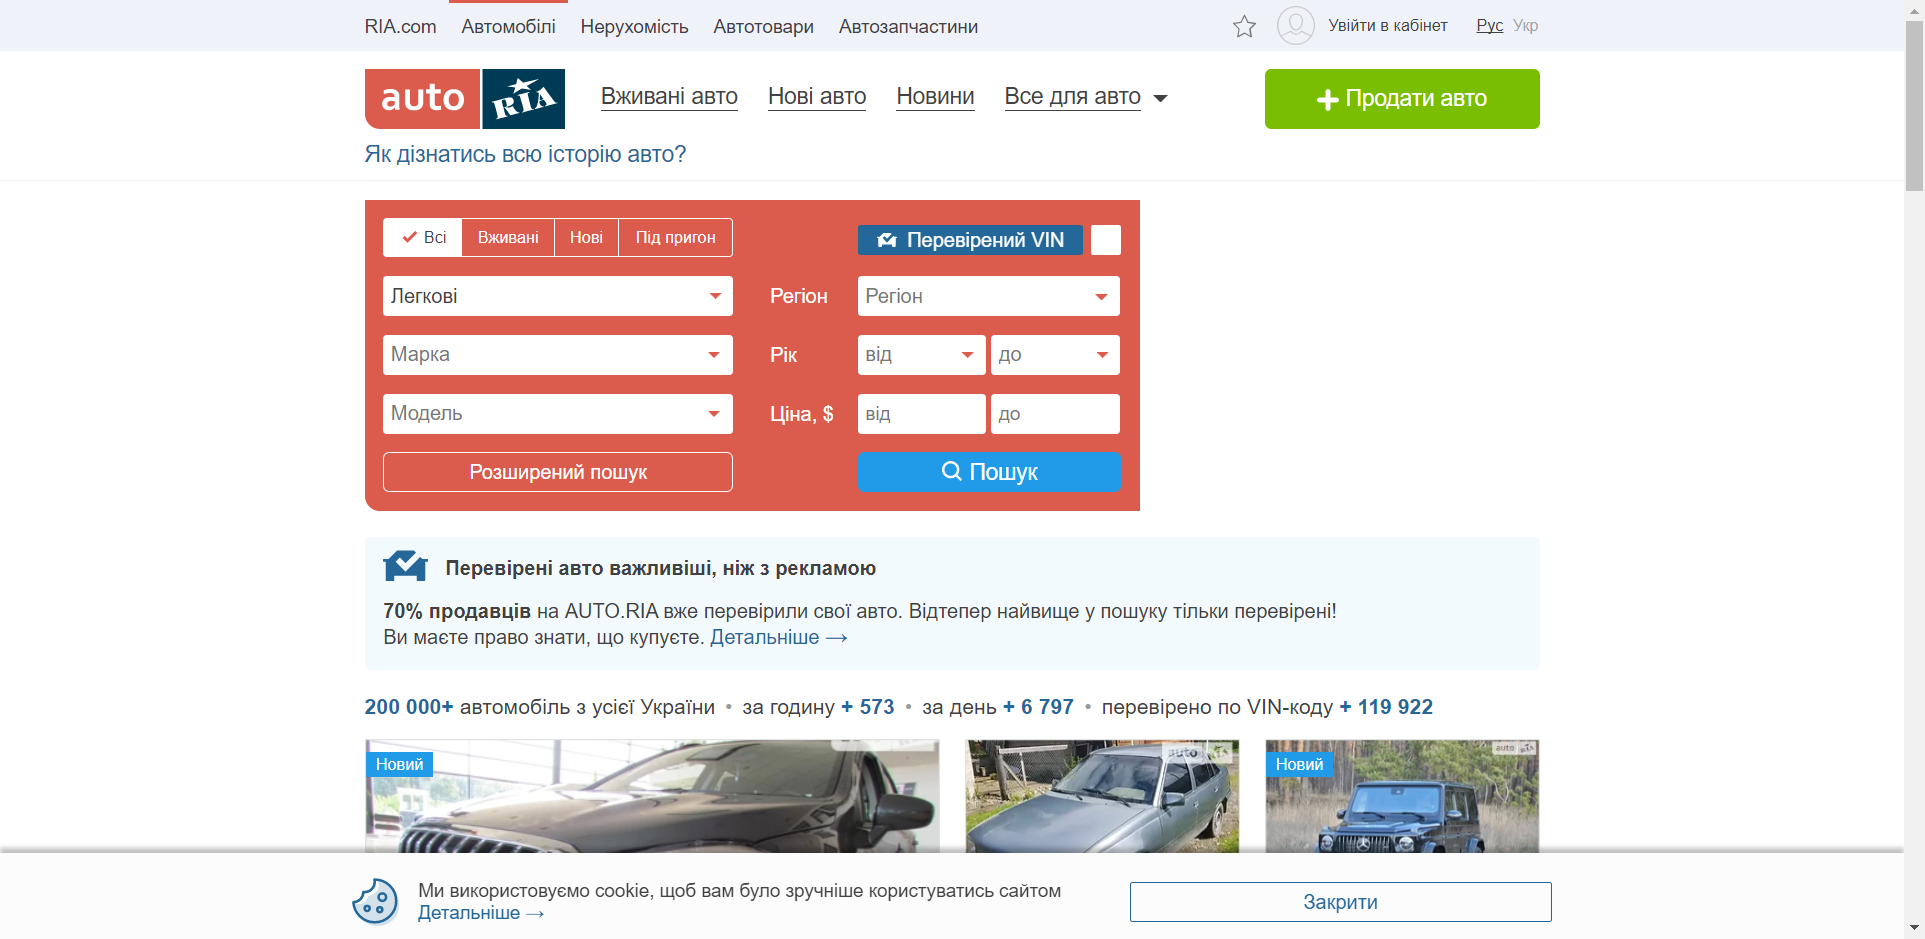 RIA.com Автомобілі Нерухомість Автотовари Автозапчастини Увійти в кабінет Рус Укр
auto RIA Вживані авто Нові авто Новини Все для авто Продати авто
Як дізнатись всю історію авто?
Всі Вживані Нові Під пригон Перевірений VIN
Легкові Регіон Регіон
Марка Рік від до
Модель Ціна, $ від до
Розширений пошук Пошук
Перевірені авто важливіші, ніж з рекламою
70% продавців на AUTO.RIA вже перевірили свої авто. Відтепер найвище у пошуку тільки перевірені!
Ви маєте право знати, що купуєте. Детальніше →
200 000+ автомобіль з усієї України • за годину + 573 • за день + 6 797 • перевірено по VIN-коду + 119 922
Новий auto Новий auto RIA
Ми використовуємо cookie, щоб вам було зручніше користуватись сайтом
Детальніше →
Закрити